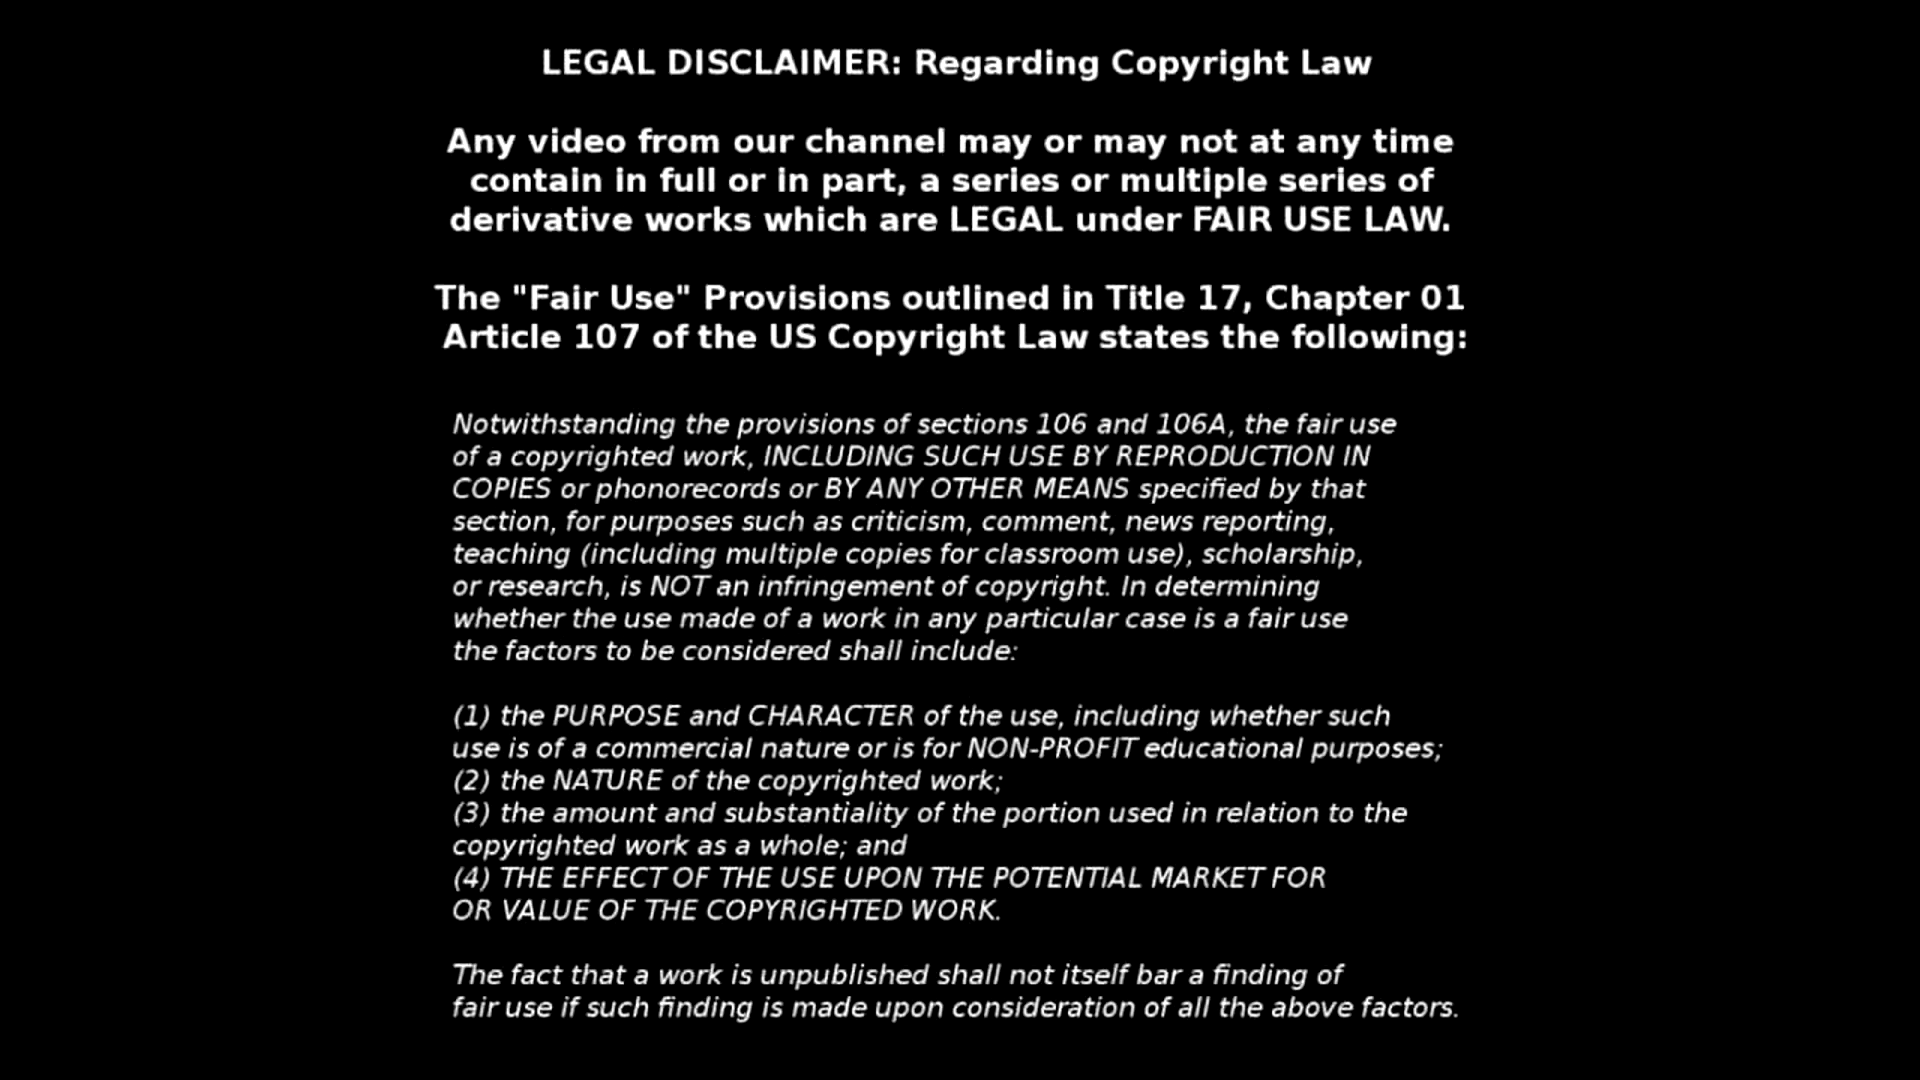 LEGAL DISCLAIMER: Regarding Copyright Law
Any video from our channel may or may not at any time
contain in full or in part, a series or multiple series of
derivative works which are LEGAL under FAIR USE LAW.
The "Fair Use" Provisions outlined in Title 17, Chapter 01
Article 107 of the US Copyright Law states the following:
Notwithstanding the provisions of sections 106 and 106A, the fair use
of a copyrighted work, INCLUDING SUCH USE BY REPRODUCTION IN
COPIES or phonorecords or BY ANY OTHER MEANS specified by that
section, for purposes such as criticism, comment, news reporting,
teaching (including multiple copies for classroom use), scholarship,
or research, is NOT an infringement of copyright. In determining
whether the use made of a work in any particular case is a fair use
the factors to be considered shall include:
(1) the PURPOSE and CHARACTER of the use, including whether such
use is of a commercial nature or is for NON-PROFIT educational purposes;
(2) the NATURE of the copyrighted work;
(3) the amount and substantiality of the portion used in relation to the
copyrighted work as a whole; and
(4) THE EFFECT OF THE USE UPON THE POTENTIAL MARKET FOR
OR VALUE OF THE COPYRIGHTED WORK.
The fact that a work is unpublished shall not itself bar a finding of
fair use if such finding is made upon consideration of all the above factors.